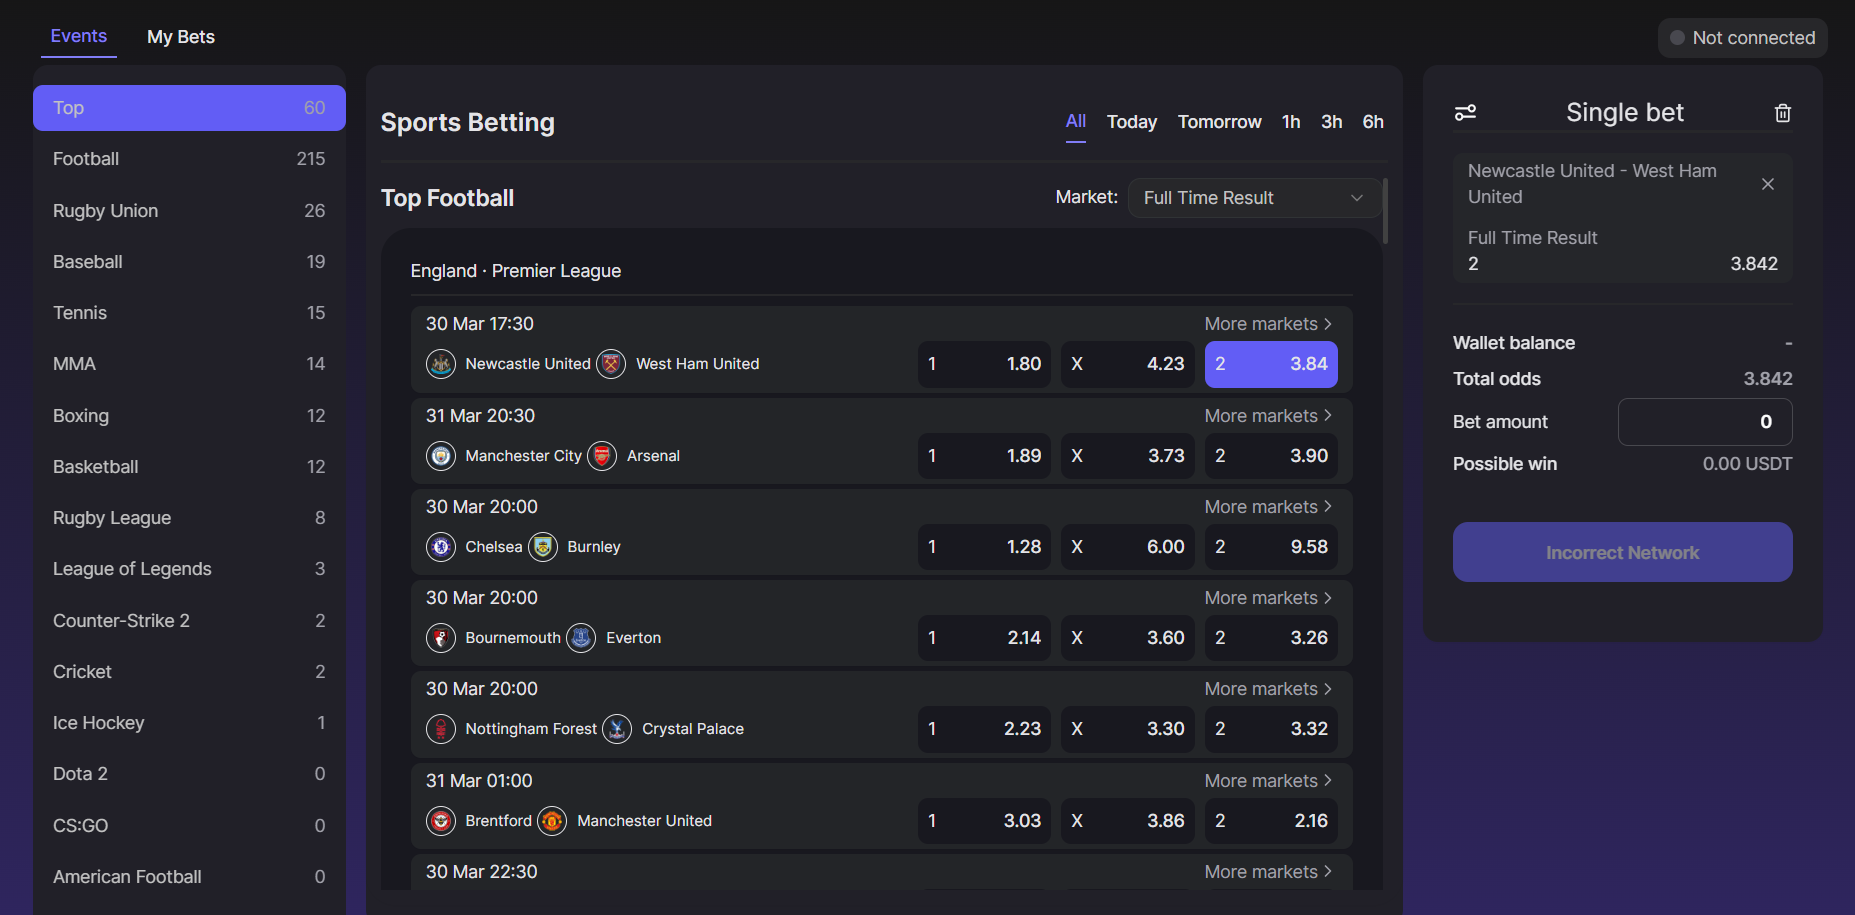 Events
My Bets
Not connected
Top 60
Football 215
Rugby Union 26
Baseball 19
Tennis 15
MMA 14
Boxing 12
Basketball 12
Rugby League 8
League of Legends 3
Counter-Strike 2 2
Cricket 2
Ice Hockey 1
Dota 2 0
CS:GO 0
American Football 0
Sports Betting
All Today Tomorrow 1h 3h 6h
Top Football
Market: Full Time Result
England · Premier League
30 Mar 17:30 More markets
Newcastle United West Ham United 1 1.80 X 4.23 2 3.84
31 Mar 20:30 More markets
Manchester City Arsenal 1 1.89 X 3.73 2 3.90
30 Mar 20:00 More markets
Chelsea Burnley 1 1.28 X 6.00 2 9.58
30 Mar 20:00 More markets
Bournemouth Everton 1 2.14 X 3.60 2 3.26
30 Mar 20:00 More markets
Nottingham Forest Crystal Palace 1 2.23 X 3.30 2 3.32
31 Mar 01:00 More markets
Brentford Manchester United 1 3.03 X 3.86 2 2.16
30 Mar 22:30 More markets
Single bet
Newcastle United - West Ham
United
Full Time Result
2 3.842
Wallet balance -
Total odds 3.842
Bet amount 0
Possible win 0.00 USDT
Incorrect Network